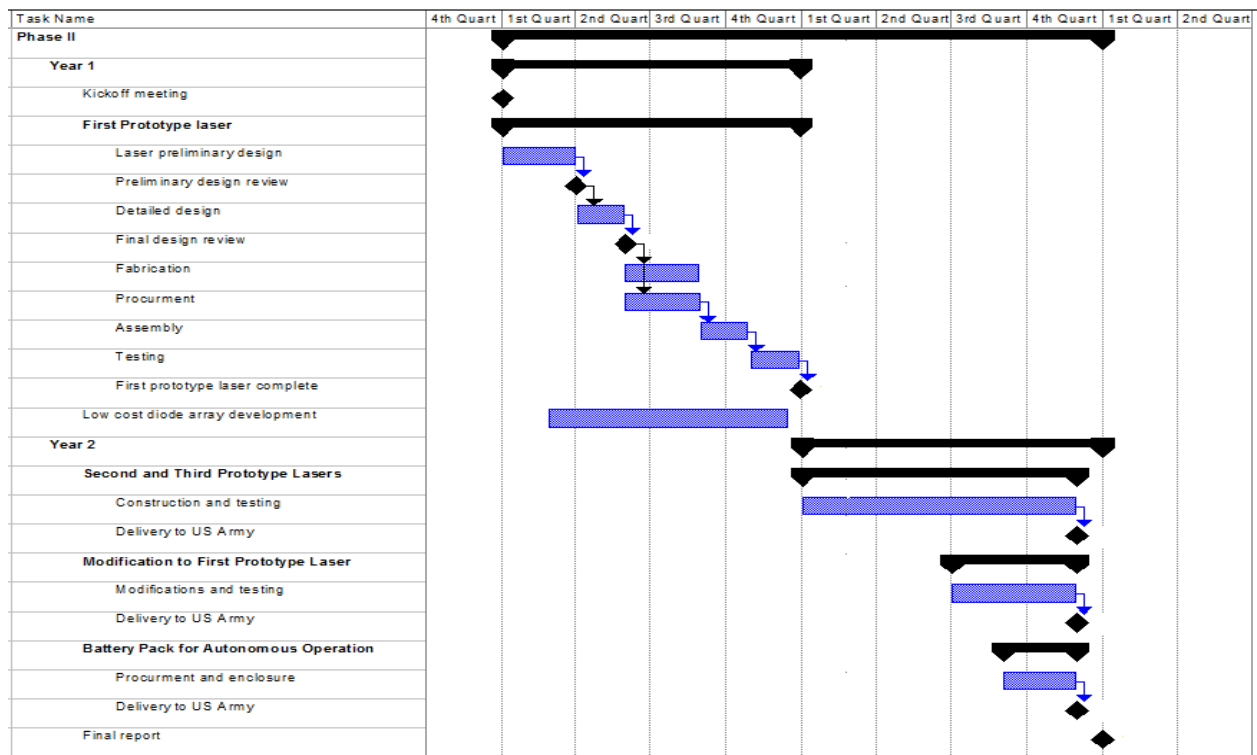 Task Name 4th Quart 1st Quart 2nd Quart 3rd Quart 4th Quart 1st Quart 2nd Quart 3rd Quart 4th Quart 1st Quart 2nd Quart
Phase II
Year 1
Kickoff meeting
First Prototype laser
Laser preliminary design
Preliminary design review
Detailed design
Final design review
Fabrication
Procurment
Assembly
Testing
First prototype laser complete
Low cost diode array development
Year 2
Second and Third Prototype Lasers
Construction and testing
Delivery to US Army
Modification to First Prototype Laser
Modifications and testing
Delivery to US Army
Battery Pack for Autonomous Operation
Procurment and enclosure
Delivery to US Army
Final report